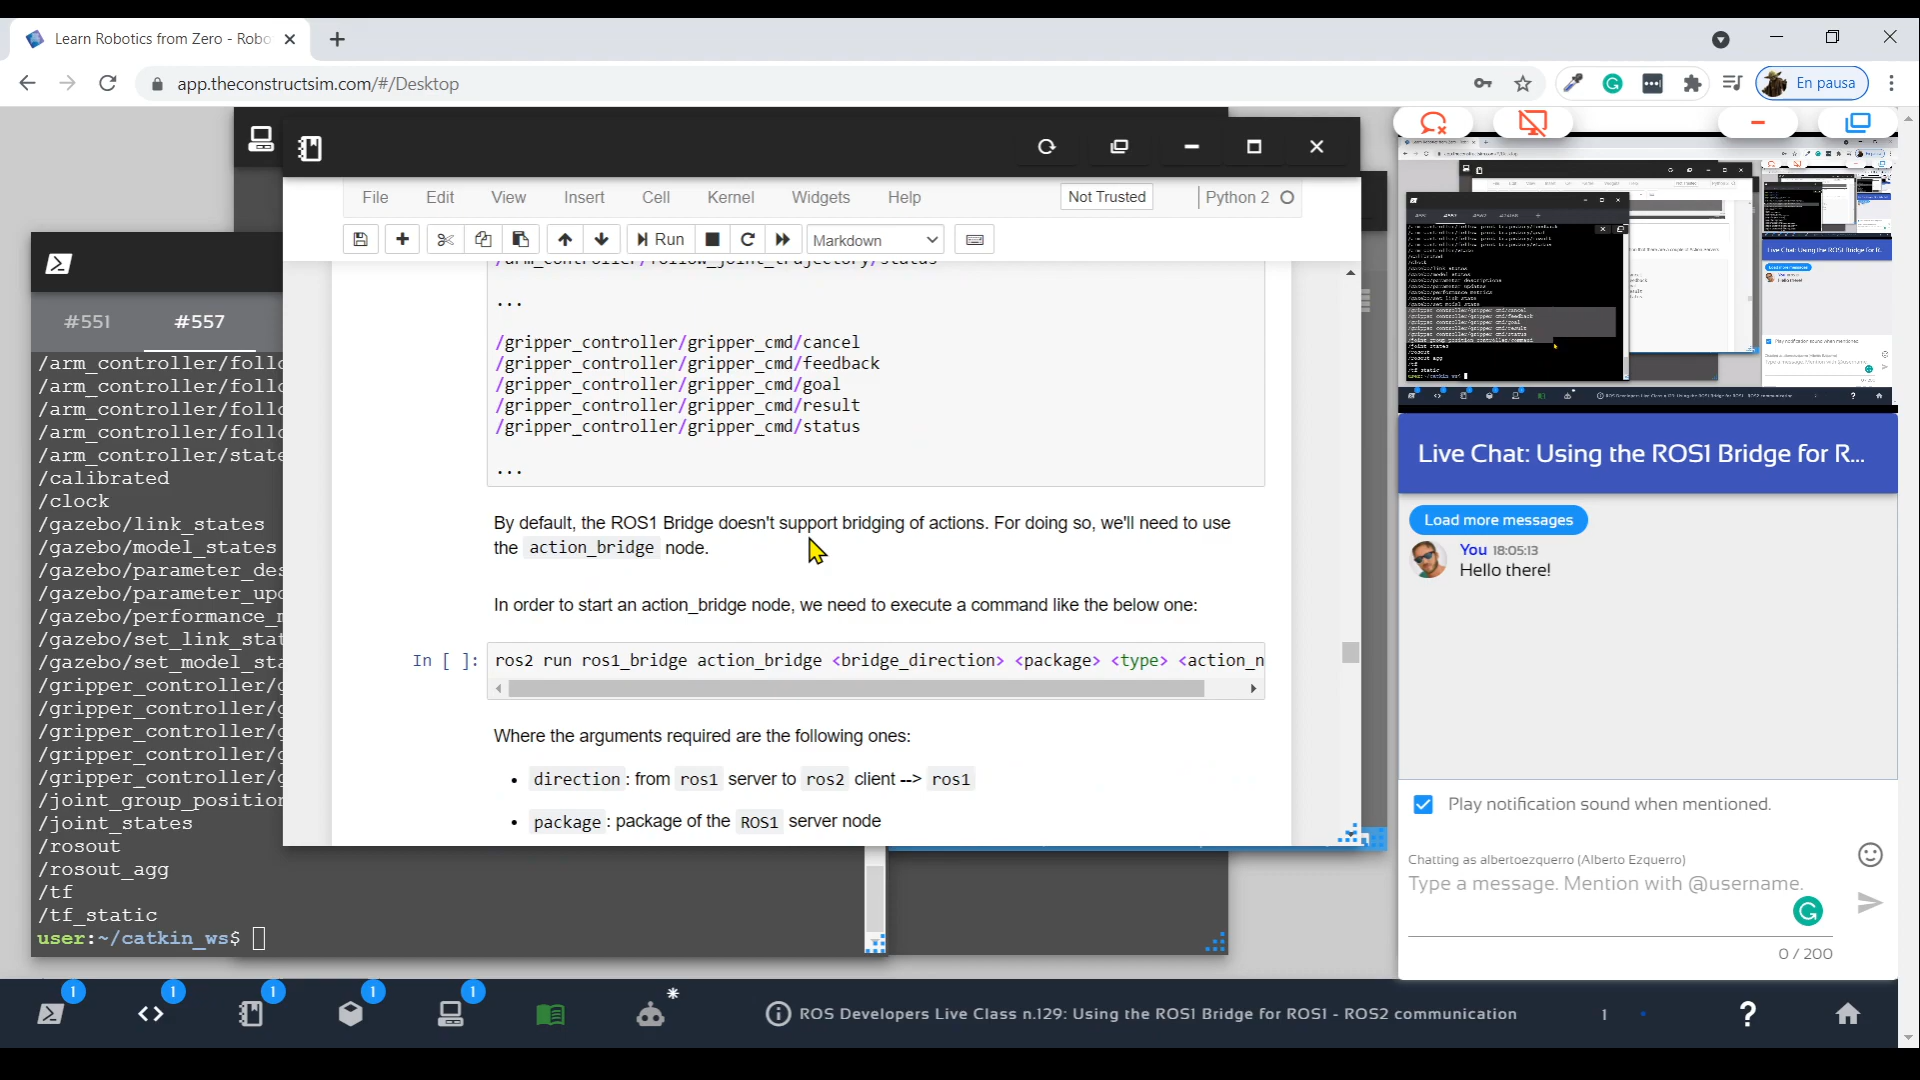 Learn Robotics from Zero - Robo
app.theconstructsim.com/#/Desktop
En pausa
File Edit View Insert Cell Kernel Widgets Help
Not Trusted
Python 2
Run
Markdown
/arm_controller/follow_joint_trajectory/status
...
/gripper_controller/gripper_cmd/cancel
/gripper_controller/gripper_cmd/feedback
/gripper_controller/gripper_cmd/goal
/gripper_controller/gripper_cmd/result
/gripper_controller/gripper_cmd/status
...
By default, the ROS1 Bridge doesn't support bridging of actions. For doing so, we'll need to use
the action_bridge node.
In order to start an action_bridge node, we need to execute a command like the below one:
In [ ]: ros2 run ros1_bridge action_bridge <bridge_direction> <package> <type> <action_n
Where the arguments required are the following ones:
• direction: from ros1 server to ros2 client --> ros1
• package: package of the ROS1 server node
#551 #557
/arm_controller/follo
/arm_controller/follo
/arm_controller/follo
/arm_controller/follo
/arm_controller/state
/calibrated
/clock
/gazebo/link_states
/gazebo/model_states
/gazebo/parameter_des
/gazebo/parameter_upd
/gazebo/performance_m
/gazebo/set_link_stat
/gazebo/set_model_sta
/gripper_controller/g
/gripper_controller/g
/gripper_controller/g
/gripper_controller/g
/gripper_controller/g
/joint_group_position
/joint_states
/rosout
/rosout_agg
/tf
/tf_static
user:~/catkin_ws$
Live Chat: Using the ROS1 Bridge for R...
Load more messages
You 18:05:13
Hello there!
Play notification sound when mentioned.
Chatting as albertoezquerro (Alberto Ezquerro)
Type a message. Mention with @username.
0 / 200
1 1 1 1 1
ROS Developers Live Class n.129: Using the ROS1 Bridge for ROS1 - ROS2 communication
1
?